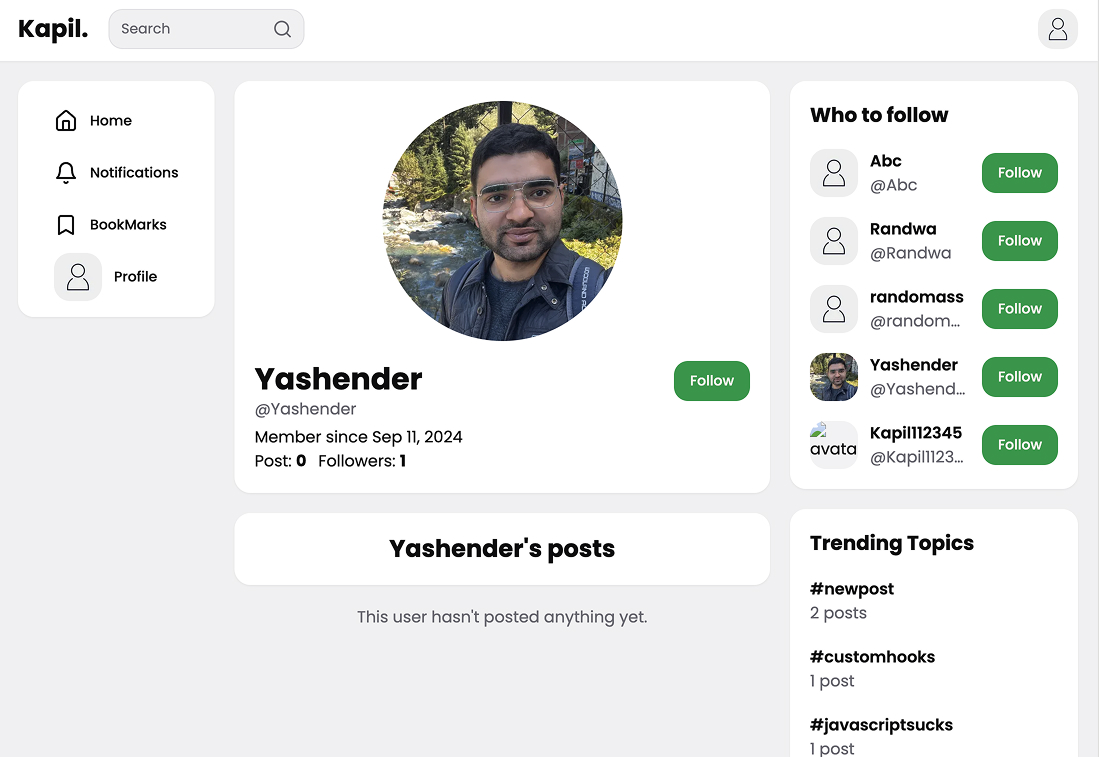 Kapil.
Search
Home
Notifications
BookMarks
Profile
Yashender
@Yashender
Member since Sep 11, 2024
Post: 0 Followers: 1
Follow
Yashender's posts
This user hasn't posted anything yet.
Who to follow
Abc
@Abc
Follow
Randwa
@Randwa
Follow
randomass
@random...
Follow
Yashender
@Yashend...
Follow
avata
Kapil112345
@Kapil1123...
Follow
Trending Topics
#newpost
2 posts
#customhooks
1 post
#javascriptsucks
1 post